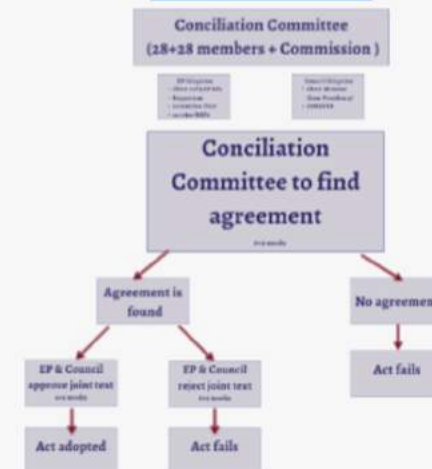 Conciliation Committee
(28+28 members + Commission )
Conciliation
Committee to find
agreement
Agreement is
found
No agreemen
EP & Council
approve joint text
EP & Council
reject joint text
Act fails
Act adopted
Act fails